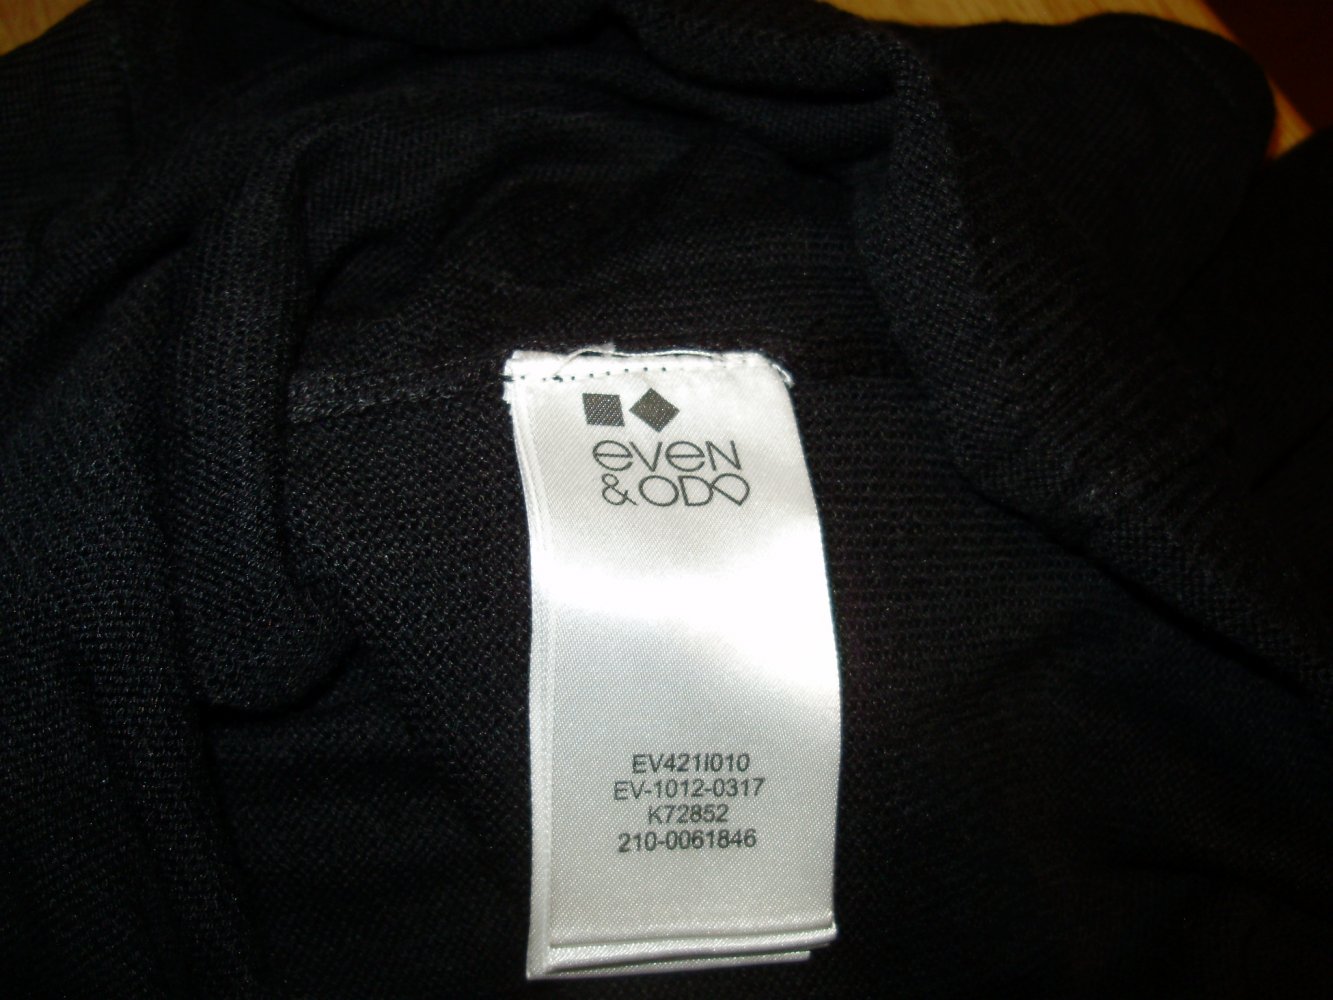 eVeN
& ODD
EV421I010
EV-1012-0317
K72852
210-0061846